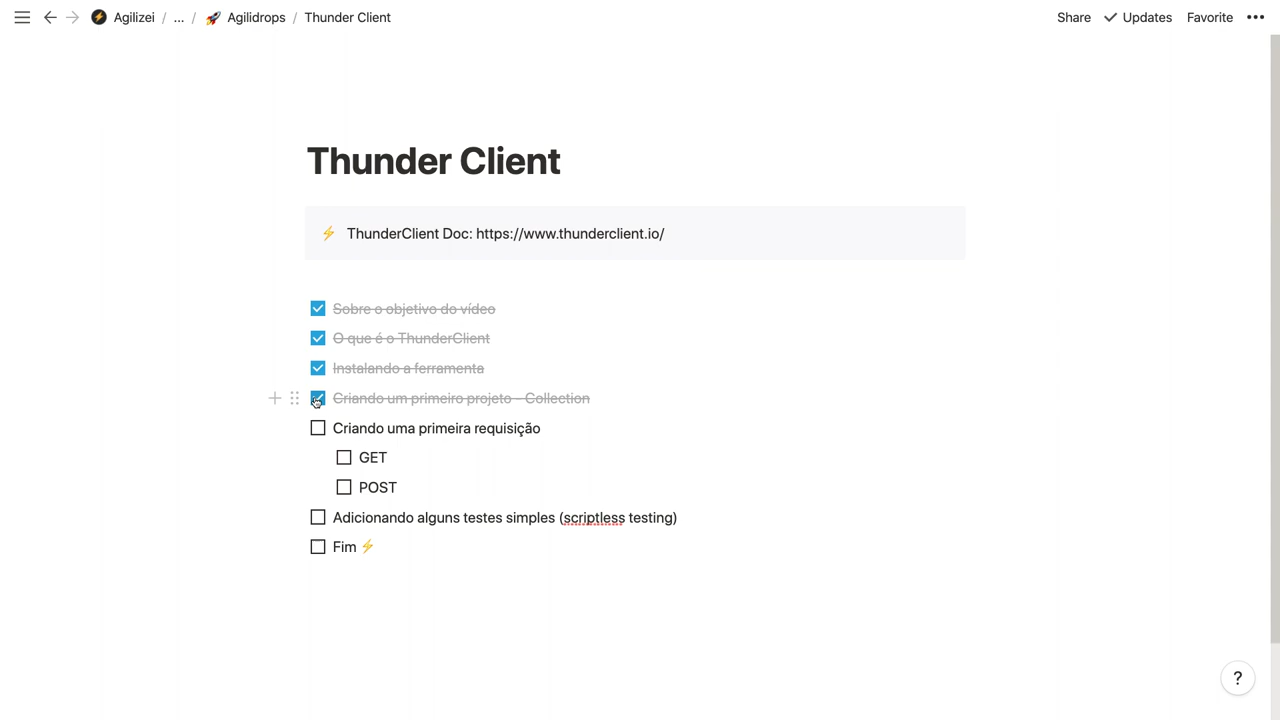 Agilizei / ... / 🚀 Agilidrops / Thunder Client
Share ✓ Updates Favorite •••
Thunder Client
⚡ ThunderClient Doc: https://www.thunderclient.io/
Sobre o objetivo do vídeo
O que é o ThunderClient
Instalando a ferramenta
Criando um primeiro projeto - Collection
Criando uma primeira requisição
GET
POST
Adicionando alguns testes simples (scriptless testing)
Fim ⚡
?